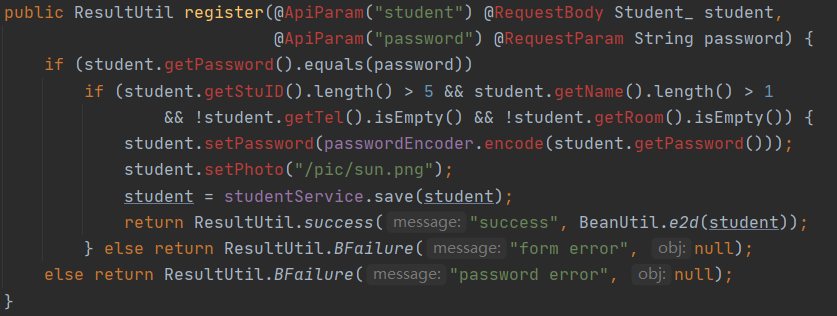 public ResultUtil register(@ApiParam("student") @RequestBody Student_ student,
                           @ApiParam("password") @RequestParam String password) {
    if (student.getPassword().equals(password))
        if (student.getStuID().length() > 5 && student.getName().length() > 1
                && !student.getTel().isEmpty() && !student.getRoom().isEmpty()) {
            student.setPassword(passwordEncoder.encode(student.getPassword()));
            student.setPhoto("/pic/sun.png");
            student = studentService.save(student);
            return ResultUtil.success( message: "success", BeanUtil.e2d(student));
        } else return ResultUtil.BFailure( message: "form error", obj: null);
    else return ResultUtil.BFailure( message: "password error", obj: null);
}